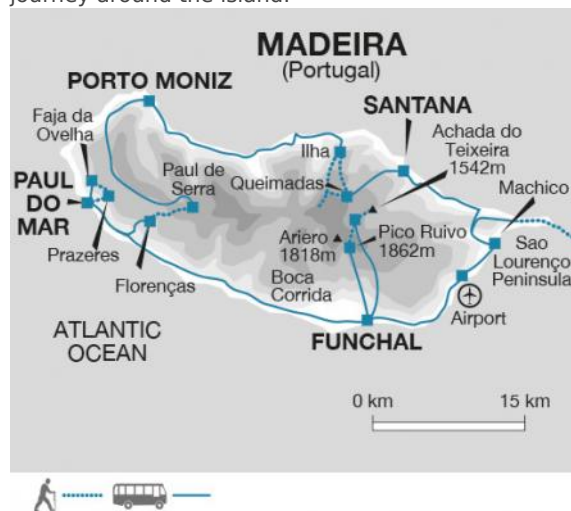 journey around the island.
MADEIRA
(Portugal)
PORTO MONIZ
SANTANA
Faja da
Ovelha
Achada do
Teixeira
1542m
Ilha
Paul de
Serra
Queimadas
Machico
PAUL
DO
MAR
Ariero
1818m
Pico Ruivo
1862m
Sao
Lourenço
Peninsula
Prazeres
Florenças
Boca
Corrida
Airport
ATLANTIC
OCEAN
FUNCHAL
0 km
15 km